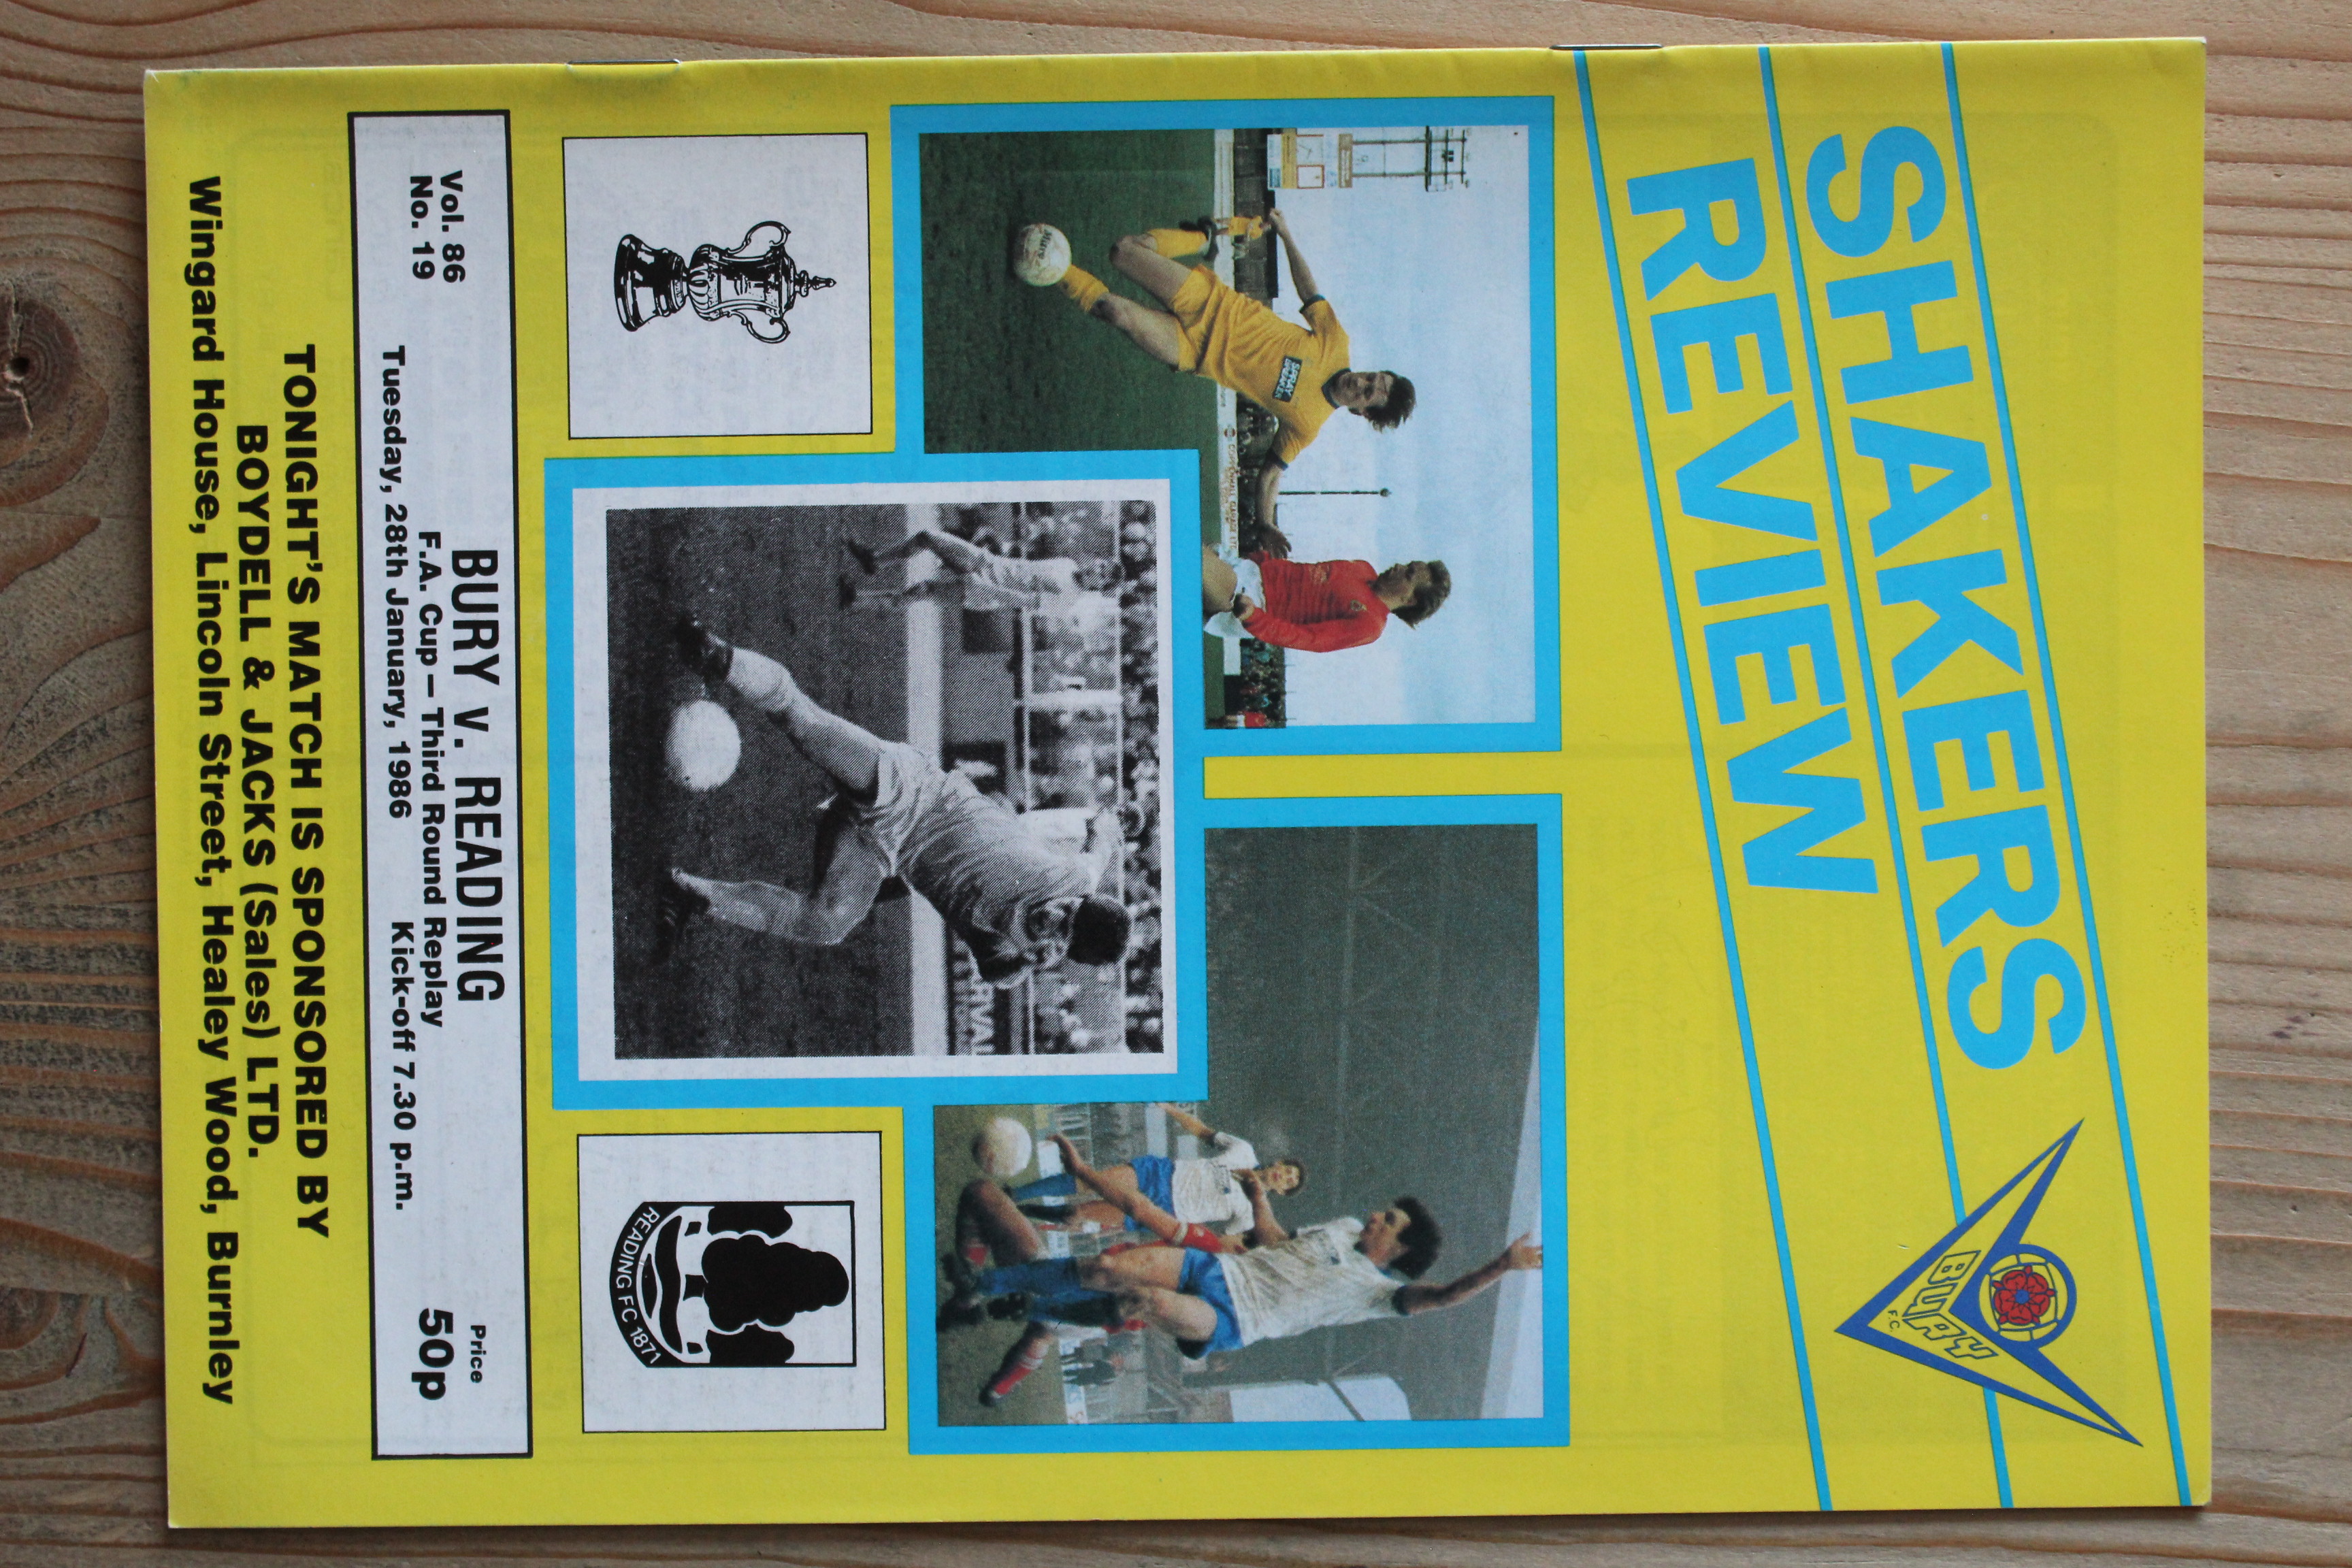 SHAKERS
REVIEW
BURY
F.C.
SPRAY
READING FC 1871
Vol. 86
No. 19
BURY v. READING
F.A. Cup — Third Round Replay
Tuesday, 28th January, 1986 Kick-off 7.30 p.m.
Price
50p
TONIGHT'S MATCH IS SPONSORED BY
BOYDELL & JACKS (Sales) LTD.
Wingard House, Lincoln Street, Healey Wood, Burnley